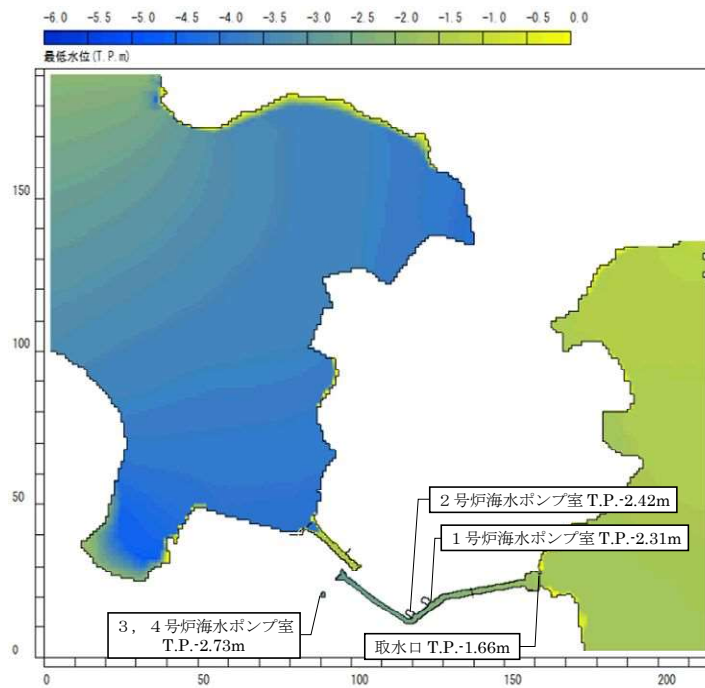 -6.0 -5.5 -5.0 -4.5 -4.0 -3.5 -3.0 -2.5 -2.0 -1.5 -1.0 -0.5 0.0
最低水位(T.P.m)
150
100
50
2号炉海水ポンプ室 T.P.-2.42m
1号炉海水ポンプ室 T.P.-2.31m
3，4号炉海水ポンプ室
T.P.-2.73m
取水口 T.P.-1.66m
0
0 50 100 150 200